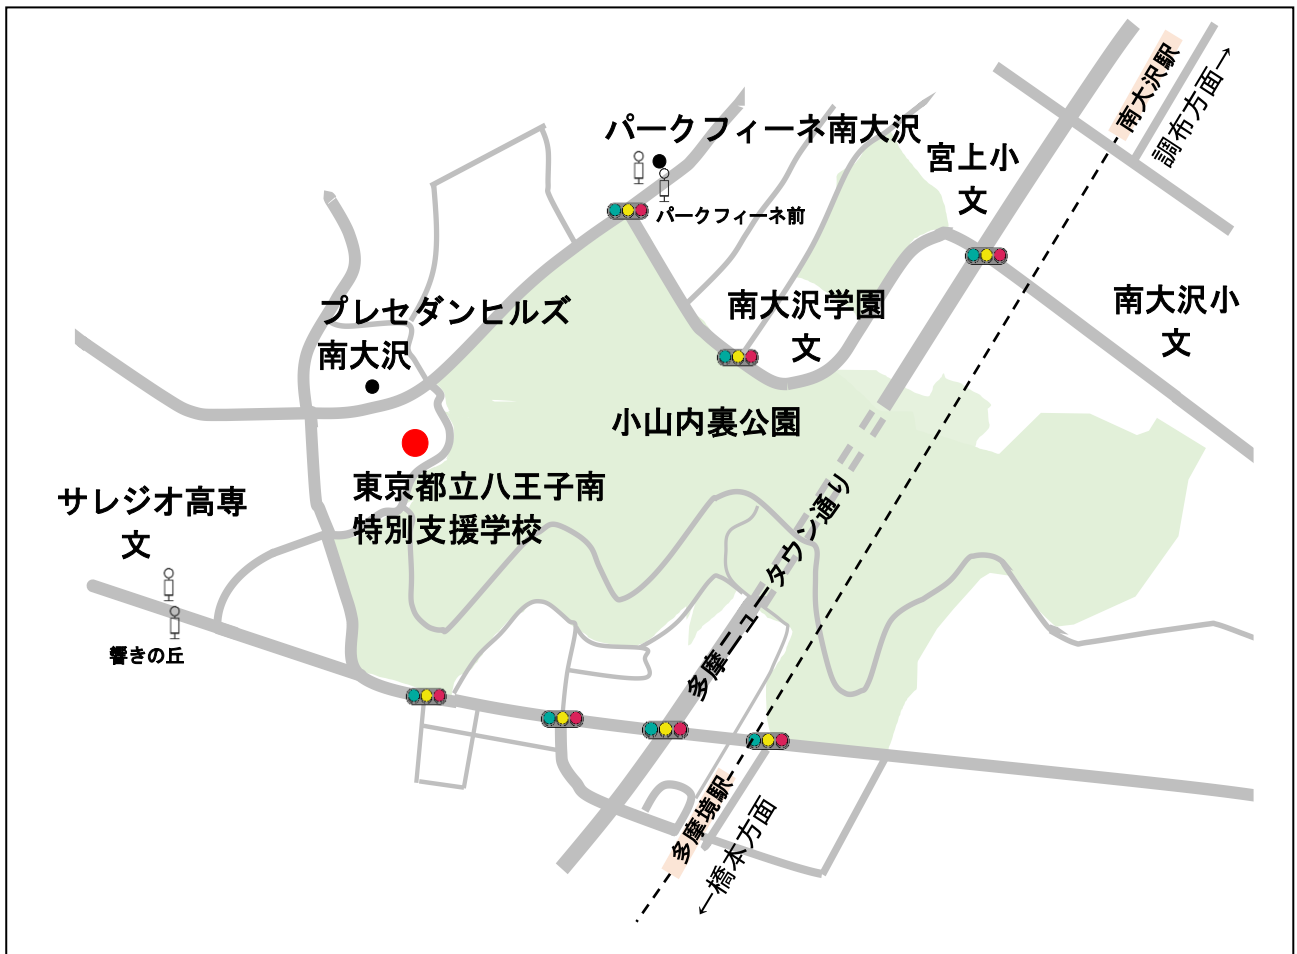 南大沢駅
調布方面→
パークフィーネ南大沢
宮上小
文
パークフィーネ前
プレセダンヒルズ
南大沢
南大沢学園
文
南大沢小
文
小山内裏公園
東京都立八王子南
特別支援学校
サレジオ高専
文
響きの丘
多摩ニュータウン通り
多摩境駅
←橋本方面